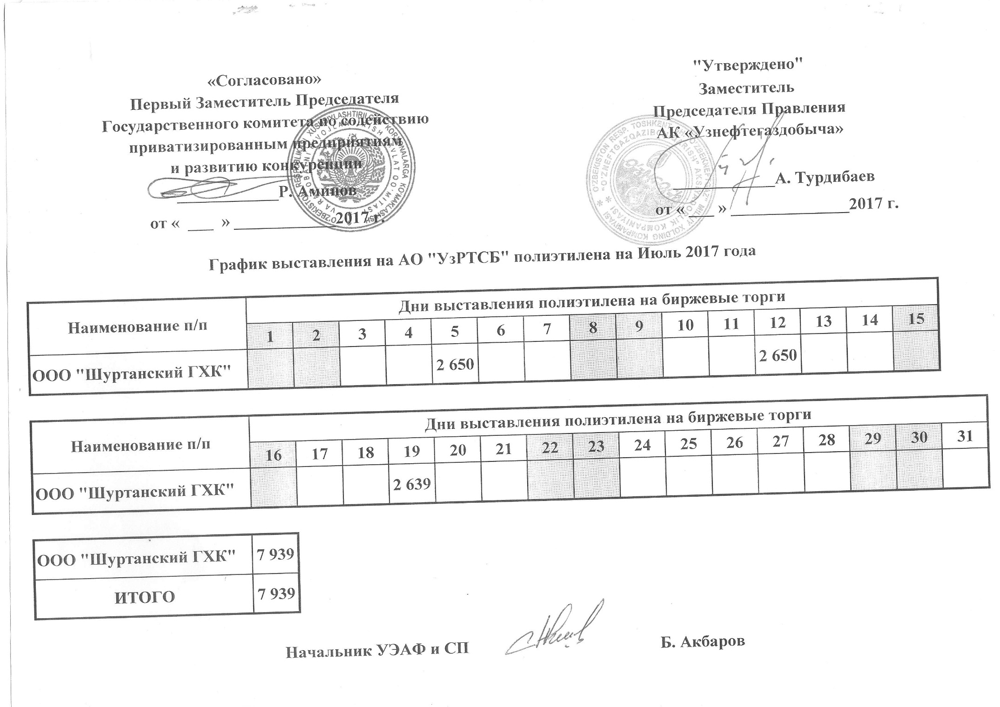 «Согласовано»
Первый Заместитель Председателя
Государственного комитета по содействию
приватизированным предприятиям
и развитию конкуренции
____________Р. Аминов
от « ___ » ____________2017 г.
"Утверждено"
Заместитель
Председателя Правления
АК «Узнефтегаздобыча»
____________А. Турдибаев
от « ___ » ______________2017 г.
График выставления на АО "УзРТСБ" полиэтилена на Июль 2017 года
Наименование п/п
Дни выставления полиэтилена на биржевые торги
1 2 3 4 5 6 7 8 9 10 11 12 13 14 15
ООО "Шуртанский ГХК" 2 650 2 650
Наименование п/п
Дни выставления полиэтилена на биржевые торги
16 17 18 19 20 21 22 23 24 25 26 27 28 29 30 31
ООО "Шуртанский ГХК" 2 639
ООО "Шуртанский ГХК" 7 939
ИТОГО 7 939
Начальник УЭАФ и СП Б. Акбаров